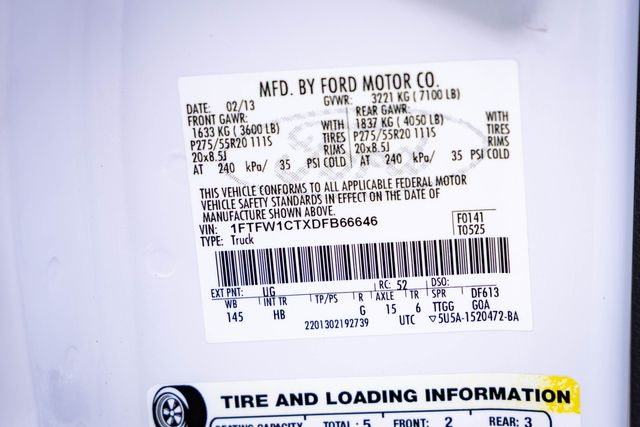 MFD. BY FORD MOTOR CO.
DATE: 02/13 GVWR: 3221 KG ( 7100 LB)
FRONT GAWR: REAR GAWR:
1633 KG ( 3600 LB) WITH 1837 KG ( 4050 LB) WITH
P275/55R20 111S TIRES P275/55R20 111S TIRES
20x8.5J RIMS 20x8.5J RIMS
AT 240 kPa/ 35 PSI COLD AT 240 kPa/ 35 PSI COLD
THIS VEHICLE CONFORMS TO ALL APPLICABLE FEDERAL MOTOR
VEHICLE SAFETY STANDARDS IN EFFECT ON THE DATE OF
MANUFACTURE SHOWN ABOVE.
VIN: 1FTFW1CTXDFB66646 F0141
TYPE: Truck T0525
EXT PNT: UG RC: 52 DSO:
WB INT TR TP/PS R AXLE TR SPR DF613
145 HB G 15 6 TTGG GOA
2201302192739 UTC ▽5U5A-1520472-BA
TIRE AND LOADING INFORMATION
SEATING CAPACITY TOTAL : 5 FRONT: 2 REAR: 3